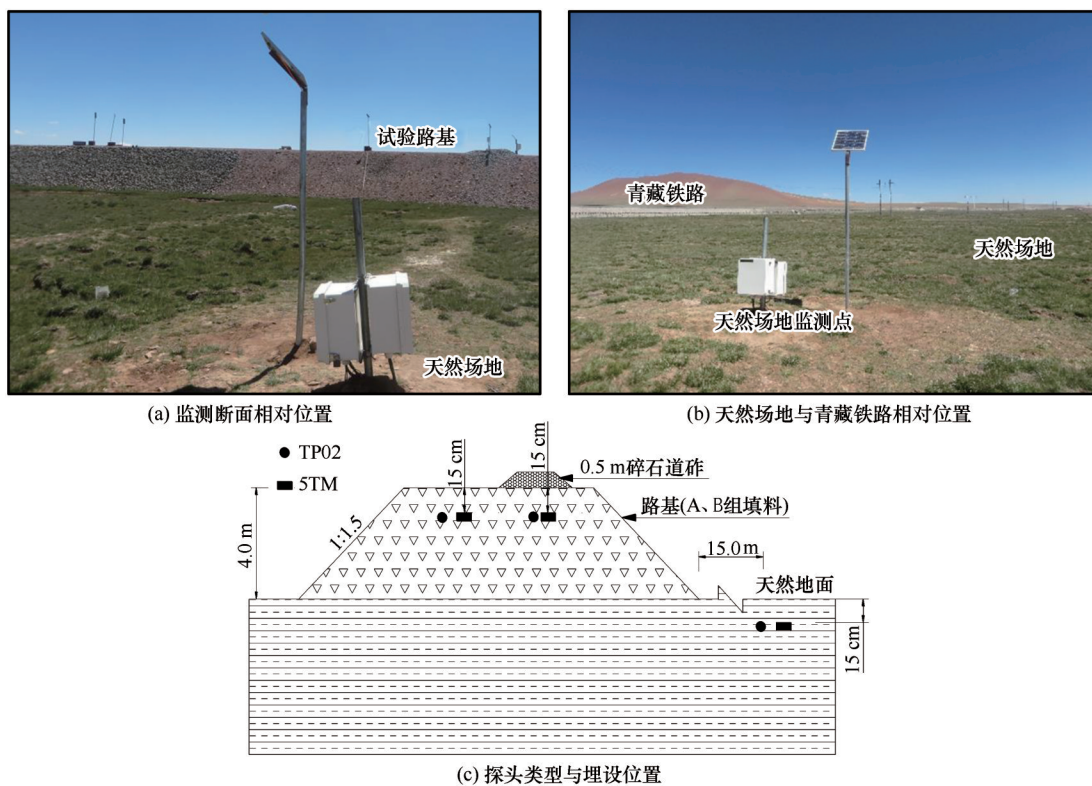 试验路基
天然场地
青藏铁路
天然场地
天然场地监测点
(a) 监测断面相对位置
(b) 天然场地与青藏铁路相对位置
TP02
5TM
15 cm
15 cm
0.5 m碎石道砟
路基(A、B组填料)
1:1.5
4.0 m
15.0 m
天然地面
15 cm
(c) 探头类型与埋设位置